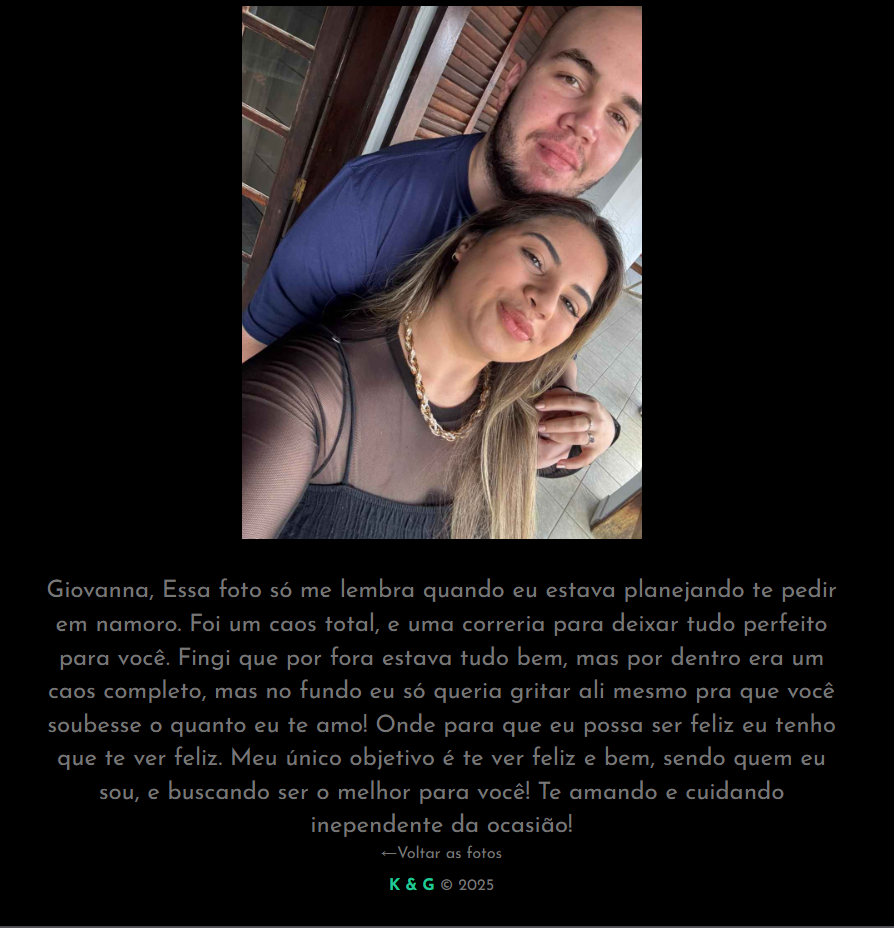 Giovanna, Essa foto só me lembra quando eu estava planejando te pedir
em namoro. Foi um caos total, e uma correria para deixar tudo perfeito
para você. Fingi que por fora estava tudo bem, mas por dentro era um
caos completo, mas no fundo eu só queria gritar ali mesmo pra que você
soubesse o quanto eu te amo! Onde para que eu possa ser feliz eu tenho
que te ver feliz. Meu único objetivo é te ver feliz e bem, sendo quem eu
sou, e buscando ser o melhor para você! Te amando e cuidando
inependente da ocasião!
←Voltar as fotos
K & G © 2025